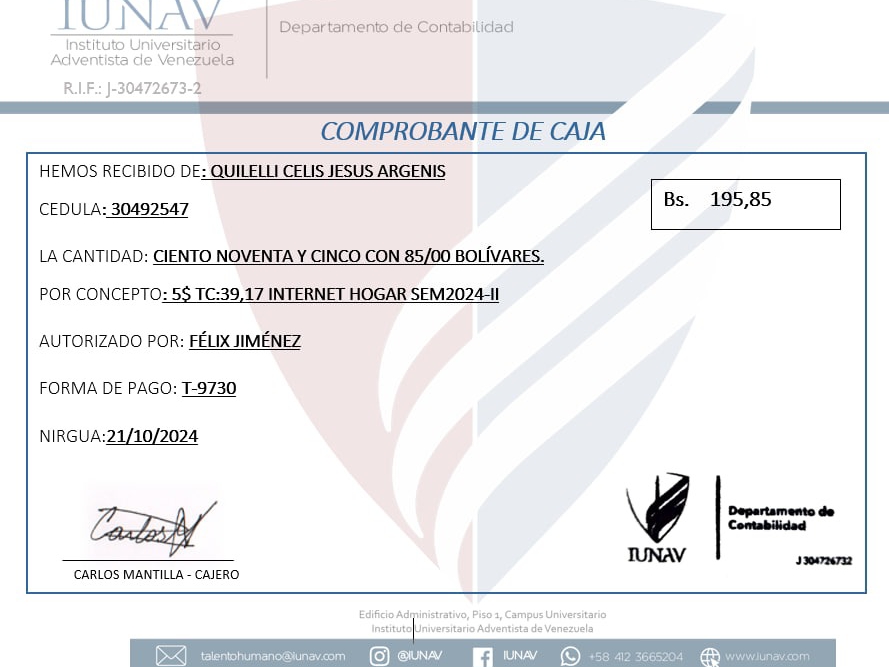 IUNAV
Instituto Universitario
Adventista de Venezuela
R.I.F.: J-30472673-2
Departamento de Contabilidad
COMPROBANTE DE CAJA
HEMOS RECIBIDO DE: QUILELLI CELIS JESUS ARGENIS
Bs. 195,85
CEDULA: 30492547
LA CANTIDAD: CIENTO NOVENTA Y CINCO CON 85/00 BOLÍVARES.
POR CONCEPTO: 5$ TC:39,17 INTERNET HOGAR SEM2024-II
AUTORIZADO POR: FÉLIX JIMÉNEZ
FORMA DE PAGO: T-9730
NIRGUA:21/10/2024
Carlos M
CARLOS MANTILLA - CAJERO
IUNAV
Departamento de
Contabilidad
J304726732
Edificio Administrativo, Piso 1, Campus Universitario
Instituto Universitario Adventista de Venezuela
talentohumano@iunav.com @IUNAV IUNAV +58 412 3665204 www.iunav.com